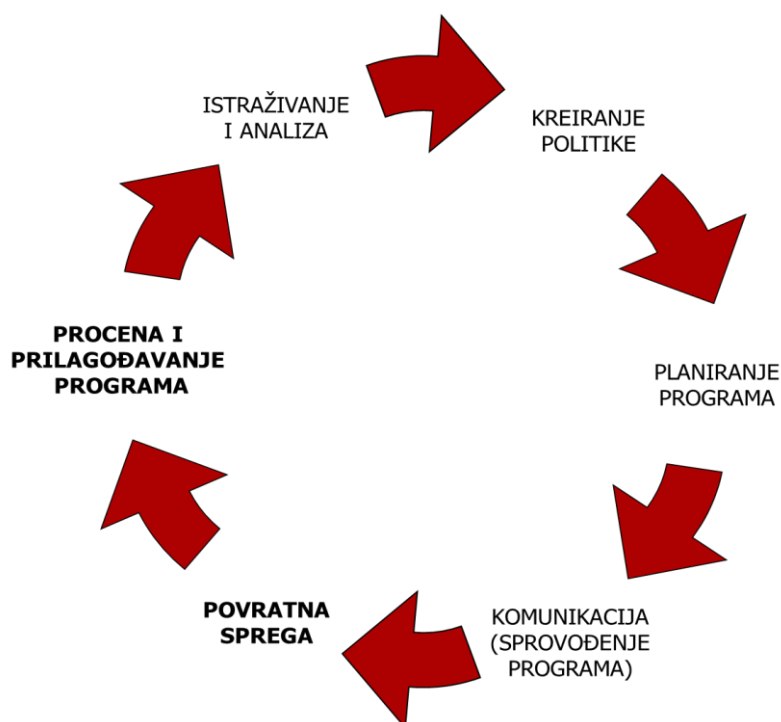 ISTRAŽIVANJE
I ANALIZA
KREIRANJE
POLITIKE
PLANIRANJE
PROGRAMA
KOMUNIKACIJA
(SPROVOĐENJE
PROGRAMA)
POVRATNA
SPREGA
PROCENA I
PRILAGOĐAVANJE
PROGRAMA